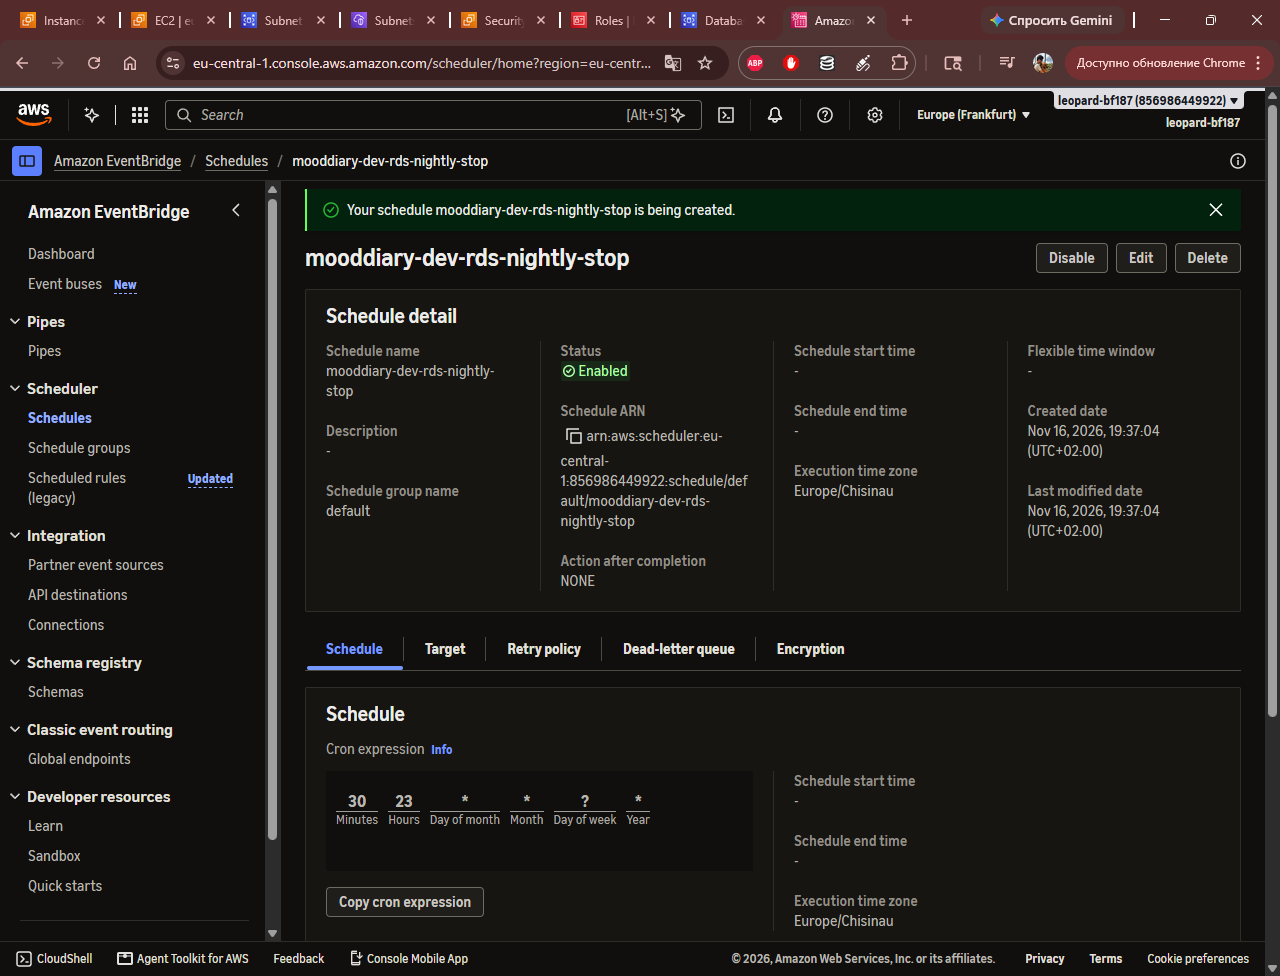 Instanc
EC2 | eu
Subnet
Subnet
Security
Roles |
Databa
Amazo
Спросить Gemini
eu-central-1.console.aws.amazon.com/scheduler/home?region=eu-centr...
ABP
Доступно обновление Chrome
aws
Search
[Alt+S]
Europe (Frankfurt)
leopard-bf187 (856986449922)
leopard-bf187
Amazon EventBridge / Schedules / mooddiary-dev-rds-nightly-stop
Amazon EventBridge
Dashboard
Event buses New
Pipes
Pipes
Scheduler
Schedules
Schedule groups
Scheduled rules
(legacy)
Updated
Integration
Partner event sources
API destinations
Connections
Schema registry
Schemas
Classic event routing
Global endpoints
Developer resources
Learn
Sandbox
Quick starts
Your schedule mooddiary-dev-rds-nightly-stop is being created.
mooddiary-dev-rds-nightly-stop
Disable
Edit
Delete
Schedule detail
Schedule name
mooddiary-dev-rds-nightly-
stop
Description
-
Schedule group name
default
Status
Enabled
Schedule ARN
arn:aws:scheduler:eu-
central-
1:856986449922:schedule/def
ault/mooddiary-dev-rds-
nightly-stop
Action after completion
NONE
Schedule start time
-
Schedule end time
-
Execution time zone
Europe/Chisinau
Flexible time window
-
Created date
Nov 16, 2026, 19:37:04
(UTC+02:00)
Last modified date
Nov 16, 2026, 19:37:04
(UTC+02:00)
Schedule
Target
Retry policy
Dead-letter queue
Encryption
Schedule
Cron expression Info
30 23 * * ? *
Minutes Hours Day of month Month Day of week Year
Copy cron expression
Schedule start time
-
Schedule end time
-
Execution time zone
Europe/Chisinau
CloudShell
Agent Toolkit for AWS
Feedback
Console Mobile App
© 2026, Amazon Web Services, Inc. or its affiliates.
Privacy
Terms
Cookie preferences